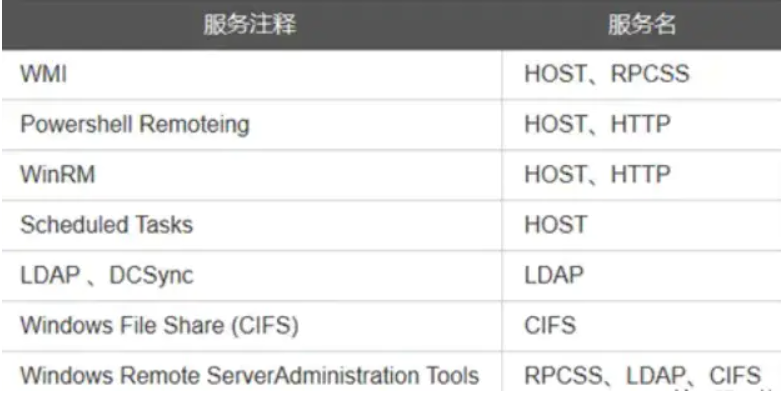 服务注释 服务名
WMI HOST、RPCSS
Powershell Remoteing HOST、HTTP
WinRM HOST、HTTP
Scheduled Tasks HOST
LDAP 、DCSync LDAP
Windows File Share (CIFS) CIFS
Windows Remote ServerAdministration Tools RPCSS、LDAP、CIFS